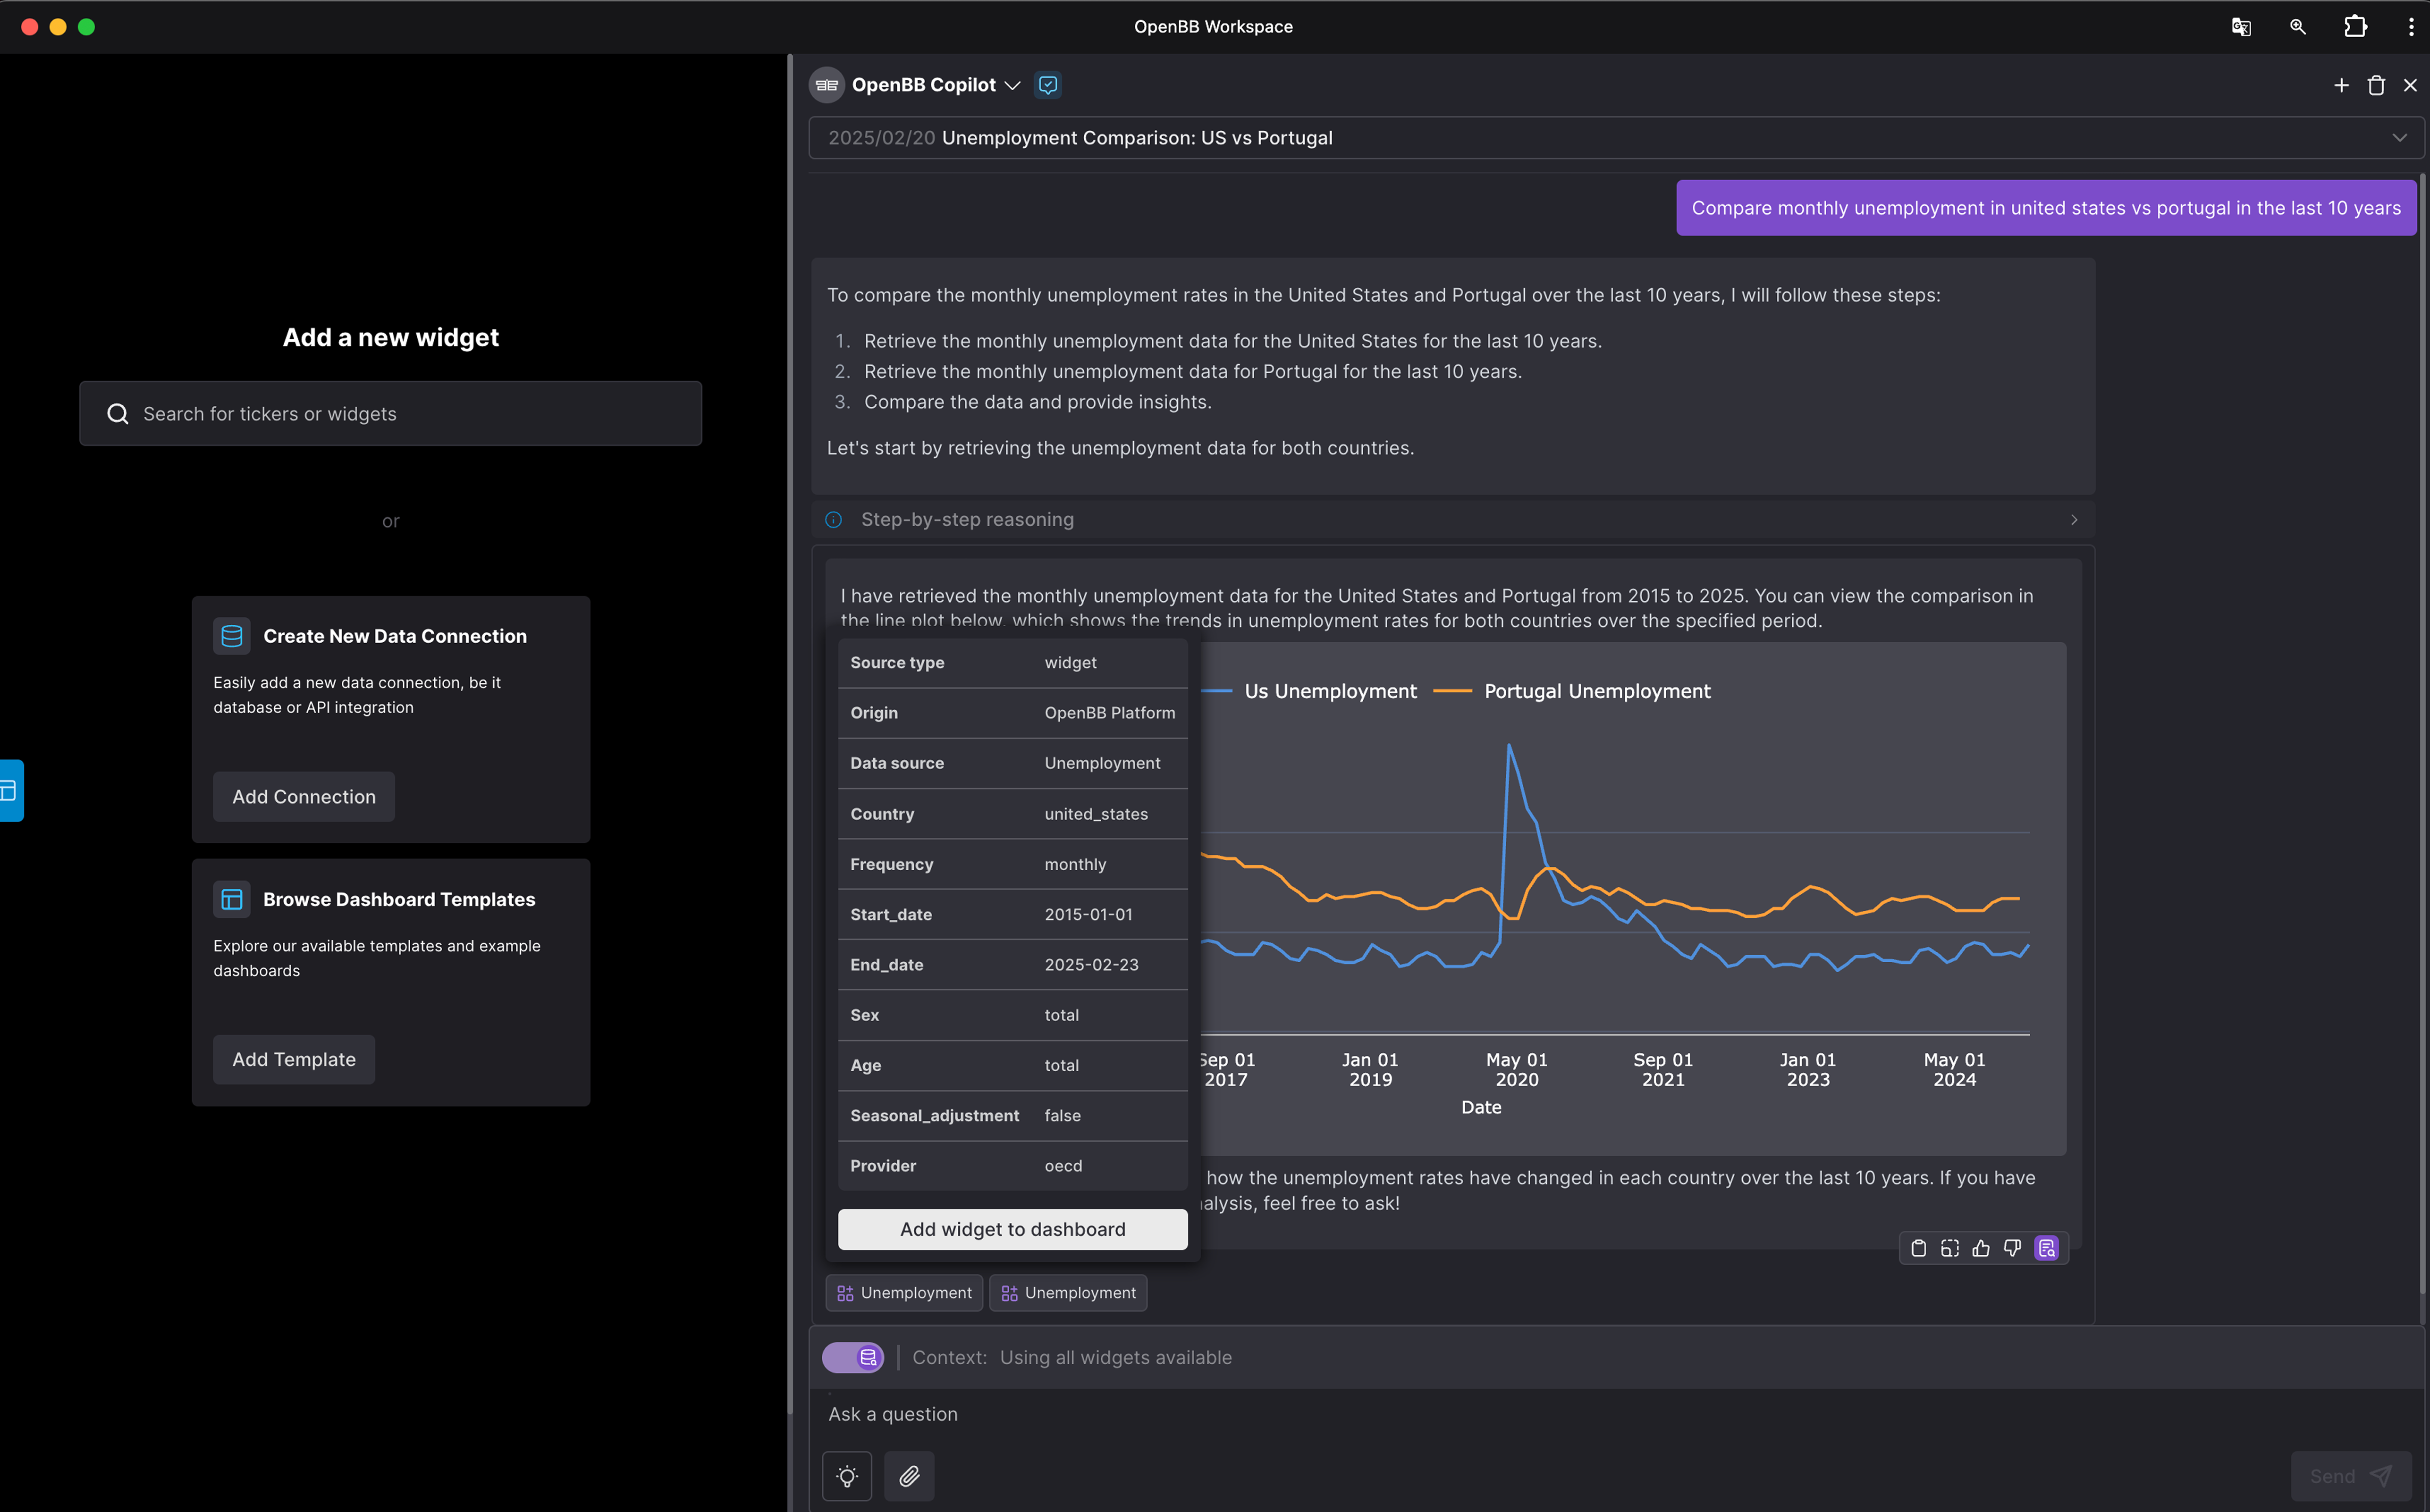 OpenBB Workspace
Add a new widget
Search for tickers or widgets
or
Create New Data Connection
Easily add a new data connection, be it
database or API integration
Add Connection
Browse Dashboard Templates
Explore our available templates and example
dashboards
Add Template
OpenBB Copilot
2025/02/20 Unemployment Comparison: US vs Portugal
Compare monthly unemployment in united states vs portugal in the last 10 years
To compare the monthly unemployment rates in the United States and Portugal over the last 10 years, I will follow these steps:
1. Retrieve the monthly unemployment data for the United States for the last 10 years.
2. Retrieve the monthly unemployment data for Portugal for the last 10 years.
3. Compare the data and provide insights.
Let's start by retrieving the unemployment data for both countries.
Step-by-step reasoning
I have retrieved the monthly unemployment data for the United States and Portugal from 2015 to 2025. You can view the comparison in
the line plot below, which shows the trends in unemployment rates for both countries over the specified period.
Source type widget
Origin OpenBB Platform
Data source Unemployment
Country united_states
Frequency monthly
Start_date 2015-01-01
End_date 2025-02-23
Sex total
Age total
Seasonal_adjustment false
Provider oecd
Add widget to dashboard
Us Unemployment Portugal Unemployment
Sep 01 Jan 01 May 01 Sep 01 Jan 01 May 01
2017 2019 2020 2021 2023 2024
Date
how the unemployment rates have changed in each country over the last 10 years. If you have
feel free to ask!
Unemployment Unemployment
Context: Using all widgets available
Ask a question
Send